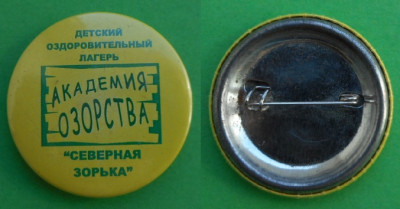 ДЕТСКИЙ
ОЗДОРОВИТЕЛЬНЫЙ
ЛАГЕРЬ
АКАДЕМИЯ
ОЗОРСТВА
"СЕВЕРНАЯ
ЗОРЬКА"